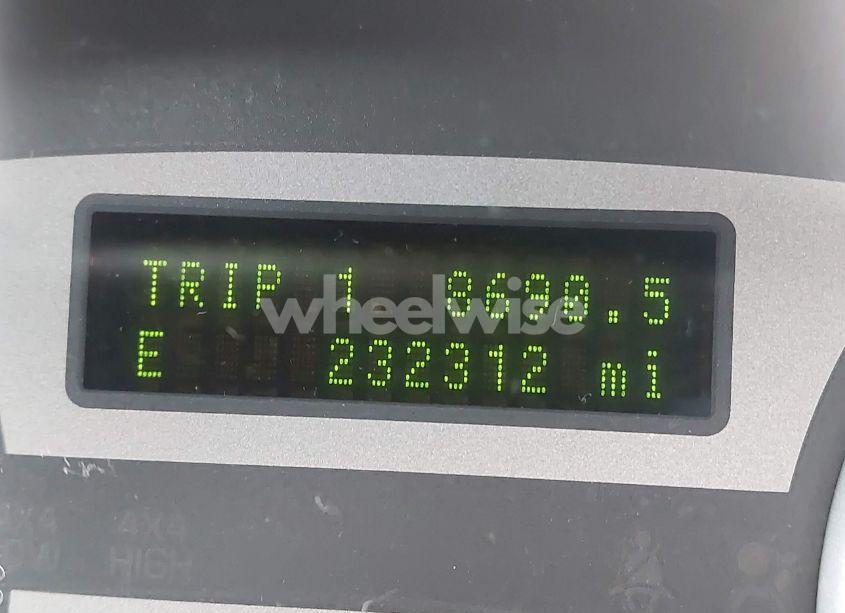 TRIP 1 8690.5
wheelwise
E 232312 mi
4X4
HIGH